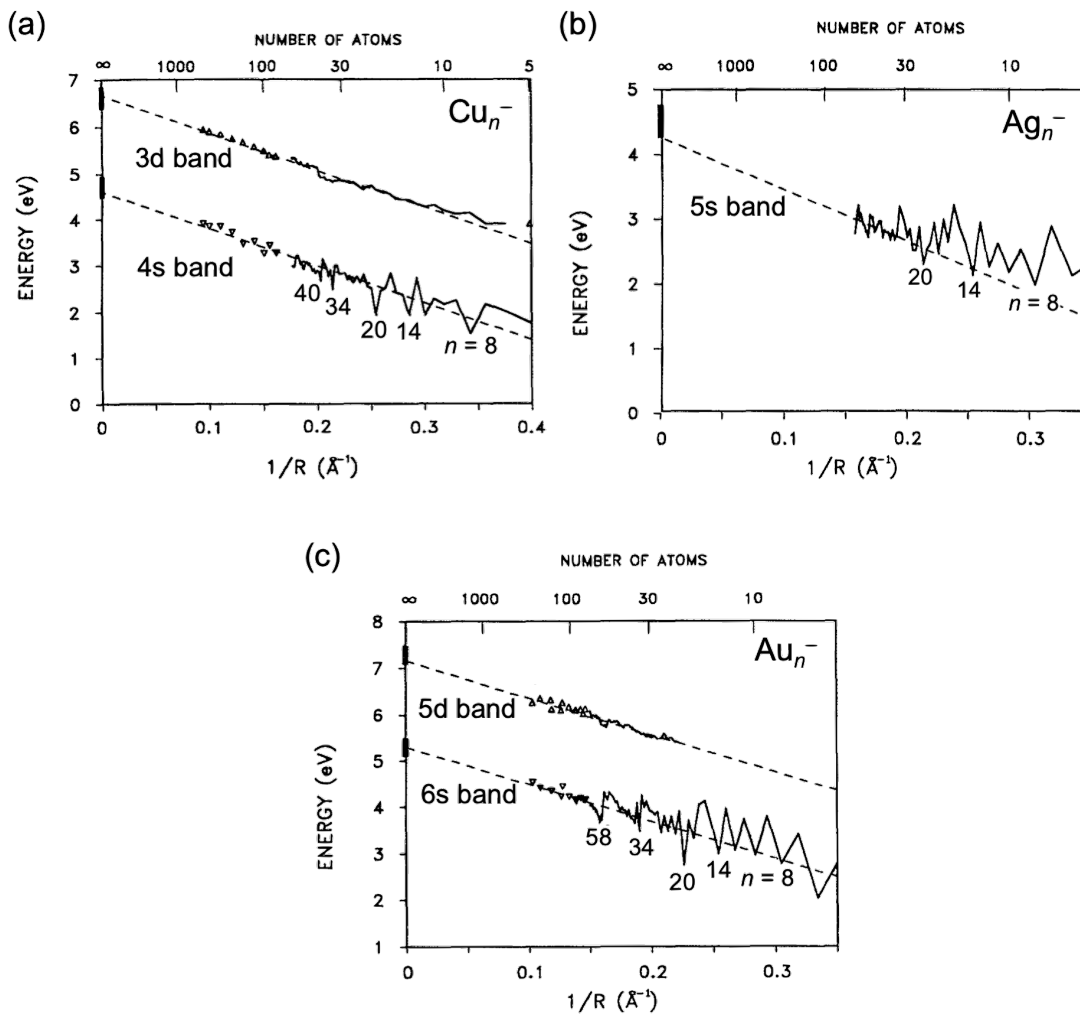 (a)
NUMBER OF ATOMS
∞ 1000 100 30 10 5
7
6
5
4
3
2
1
0
ENERGY (eV)
Cuₙ⁻
3d band
4s band
40
34
20
14
n = 8
0 0.1 0.2 0.3 0.4
1/R (Å⁻¹)
(b)
NUMBER OF ATOMS
∞ 1000 100 30 10
5
4
3
2
1
0
ENERGY (eV)
Agₙ⁻
5s band
20
14
n = 8
0 0.1 0.2 0.3
1/R (Å⁻¹)
(c)
NUMBER OF ATOMS
∞ 1000 100 30 10
8
7
6
5
4
3
2
1
ENERGY (eV)
Auₙ⁻
5d band
6s band
58
34
20
14
n = 8
0 0.1 0.2 0.3
1/R (Å⁻¹)